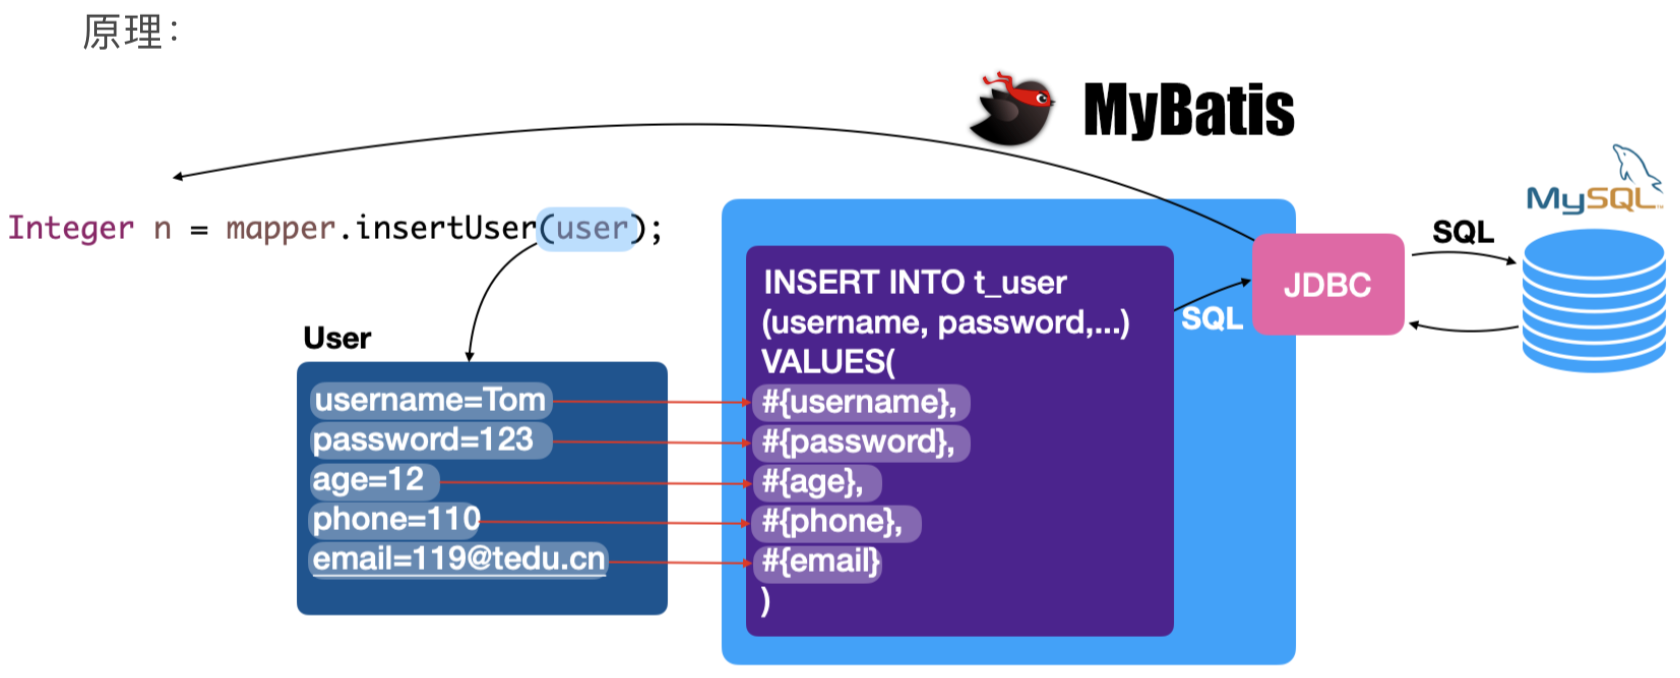 原理：
MyBatis
MySQL
Integer n = mapper.insertUser(user);
SQL
INSERT INTO t_user
(username, password,...)
VALUES(
#{username},
#{password},
#{age},
#{phone},
#{email}
)
SQL
JDBC
User
username=Tom
password=123
age=12
phone=110
email=119@tedu.cn